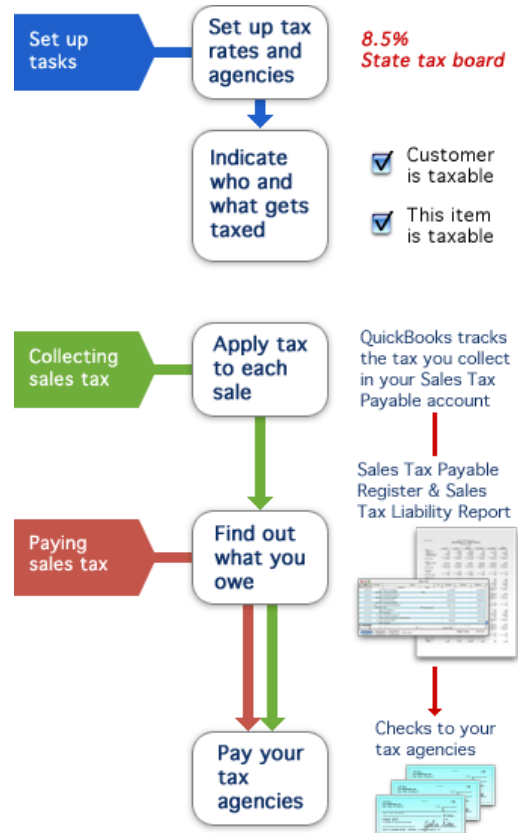 Set up
tasks
Set up tax
rates and
agencies
8.5%
State tax board
Indicate
who and
what gets
taxed
Customer
is taxable
This item
is taxable
Collecting
sales tax
Apply tax
to each
sale
QuickBooks tracks
the tax you collect
in your Sales Tax
Payable account
Sales Tax Payable
Register & Sales
Tax Liability Report
Paying
sales tax
Find out
what you
owe
Pay your
tax
agencies
Checks to your
tax agencies